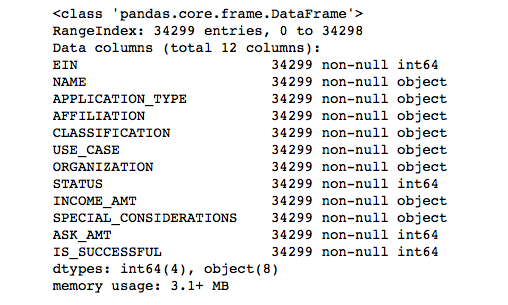 <class 'pandas.core.frame.DataFrame'>
RangeIndex: 34299 entries, 0 to 34298
Data columns (total 12 columns):
EIN                       34299 non-null int64
NAME                      34299 non-null object
APPLICATION_TYPE          34299 non-null object
AFFILIATION               34299 non-null object
CLASSIFICATION            34299 non-null object
USE_CASE                  34299 non-null object
ORGANIZATION              34299 non-null object
STATUS                    34299 non-null int64
INCOME_AMT                34299 non-null object
SPECIAL_CONSIDERATIONS    34299 non-null object
ASK_AMT                   34299 non-null int64
IS_SUCCESSFUL             34299 non-null int64
dtypes: int64(4), object(8)
memory usage: 3.1+ MB